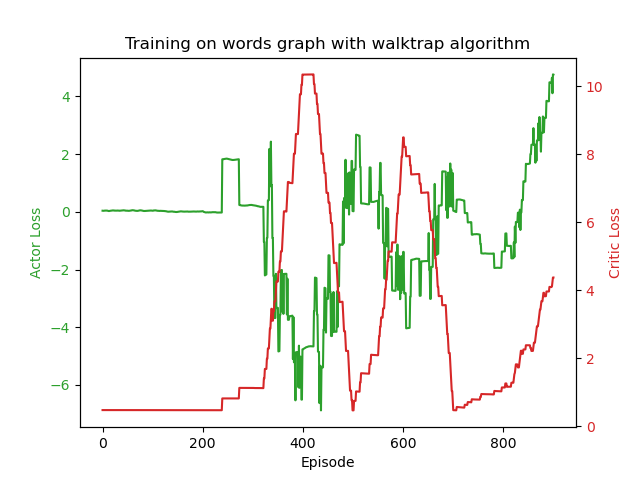 Training on words graph with walktrap algorithm
4
2
0
−2
−4
−6
Actor Loss
10
8
6
4
2
0
Critic Loss
0 200 400 600 800
Episode